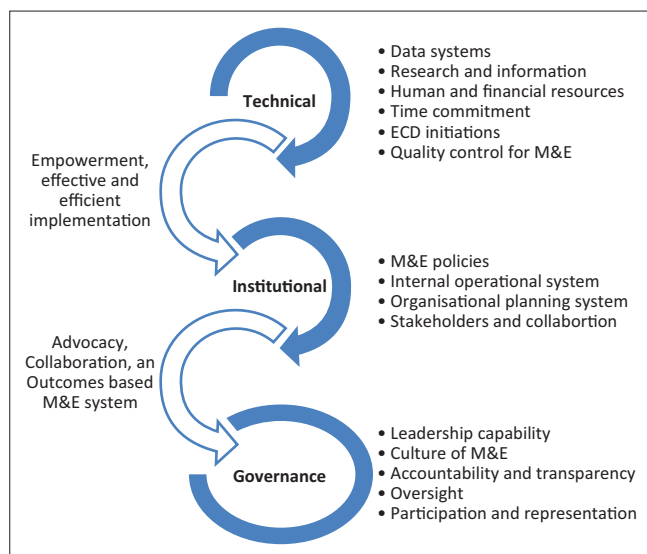 Technical
• Data systems
• Research and information
• Human and financial resources
• Time commitment
• ECD initiations
• Quality control for M&E
Empowerment,
effective and
efficient
implementation
Institutional
• M&E policies
• Internal operational system
• Organisational planning system
• Stakeholders and collabortion
Advocacy,
Collaboration, an
Outcomes based
M&E system
Governance
• Leadership capability
• Culture of M&E
• Accountability and transparency
• Oversight
• Participation and representation